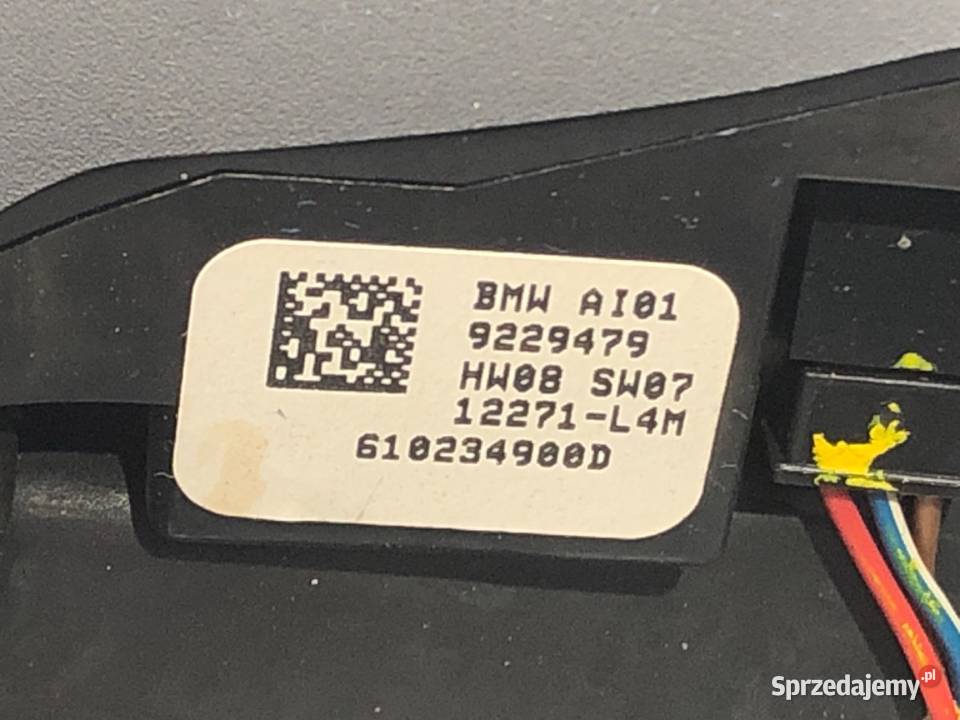 BMW AI01
9229479
HW08 SW07
12271-L4M
610234900D
Sprzedajemy.pl